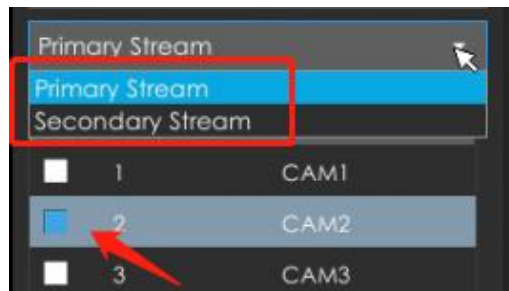 Primary Stream
Primary Stream
Secondary Stream
1 CAM1
2 CAM2
3 CAM3